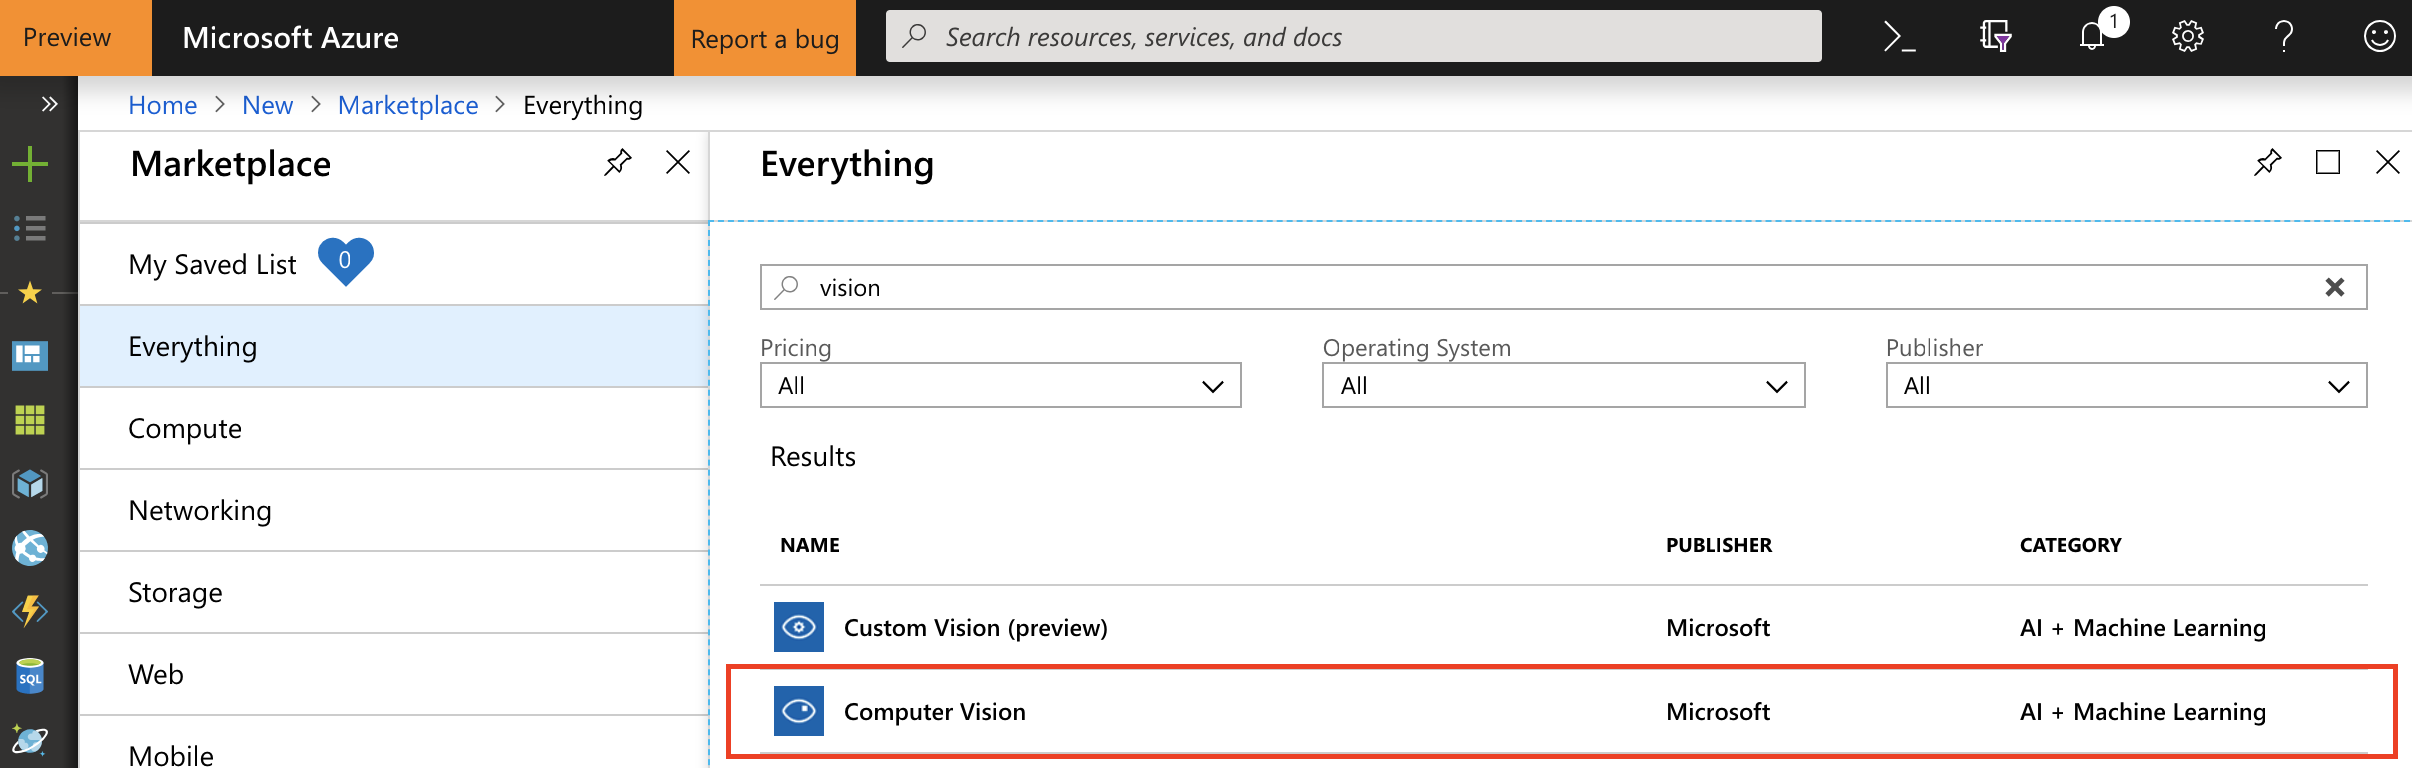 Preview
Microsoft Azure
Report a bug
Search resources, services, and docs
1
Home > New > Marketplace > Everything
Marketplace
Everything
My Saved List 0
Everything
Compute
Networking
Storage
Web
Mobile
SQL
vision
Pricing Operating System Publisher
All All All
Results
NAME PUBLISHER CATEGORY
Custom Vision (preview) Microsoft AI + Machine Learning
Computer Vision Microsoft AI + Machine Learning